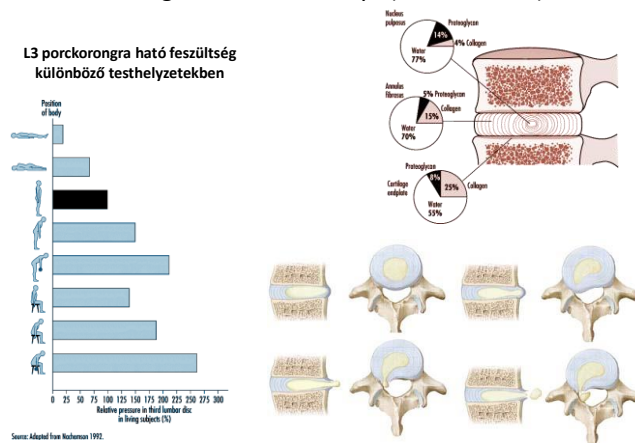 L3 porckorongra ható feszültség
különböző testhelyzetekben
Position
of body
0 25 50 75 100 125 150 175 200 225 250 275 300
Relative pressure in third lumbar disc
in living subjects (%)
Source: Adapted from Nachemson 1992.
Nucleus
pulposus
Proteoglycan
14%
4% Collagen
Water
77%
Annulus
fibrosus
5% Proteoglycan
Collagen
15%
Water
70%
Proteoglycan
8%
Cartilage
endplate
25%
Collagen
Water
55%